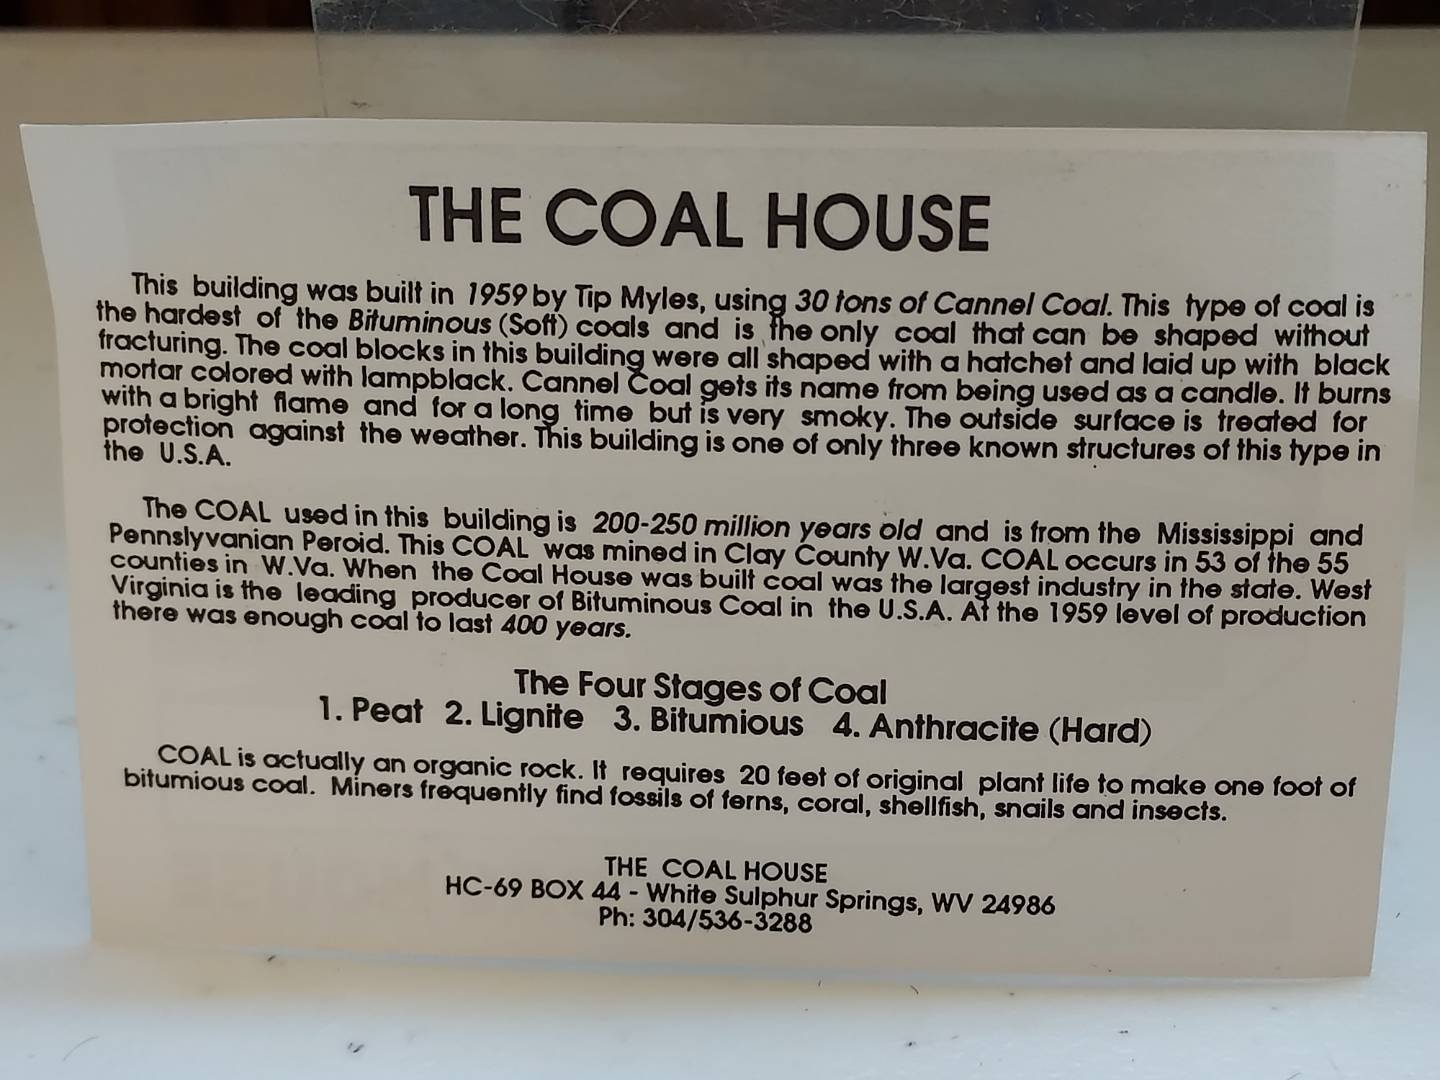 THE COAL HOUSE
This building was built in 1959 by Tip Myles, using 30 tons of Cannel Coal. This type of coal is
the hardest of the Bituminous (Soft) coals and is the only coal that can be shaped without
fracturing. The coal blocks in this building were all shaped with a hatchet and laid up with black
mortar colored with lampblack. Cannel Coal gets its name from being used as a candle. It burns
with a bright flame and for a long time but is very smoky. The outside surface is treated for
protection against the weather. This building is one of only three known structures of this type in
the U.S.A.
The COAL used in this building is 200-250 million years old and is from the Mississippi and
Pennslyvanian Peroid. This COAL was mined in Clay County W.Va. COAL occurs in 53 of the 55
counties in W.Va. When the Coal House was built coal was the largest industry in the state. West
Virginia is the leading producer of Bituminous Coal in the U.S.A. At the 1959 level of production
there was enough coal to last 400 years.
The Four Stages of Coal
1. Peat 2. Lignite 3. Bitumious 4. Anthracite (Hard)
COAL is actually an organic rock. It requires 20 feet of original plant life to make one foot of
bitumious coal. Miners frequently find fossils of ferns, coral, shellfish, snails and insects.
THE COAL HOUSE
HC-69 BOX 44 - White Sulphur Springs, WV 24986
Ph: 304/536-3288